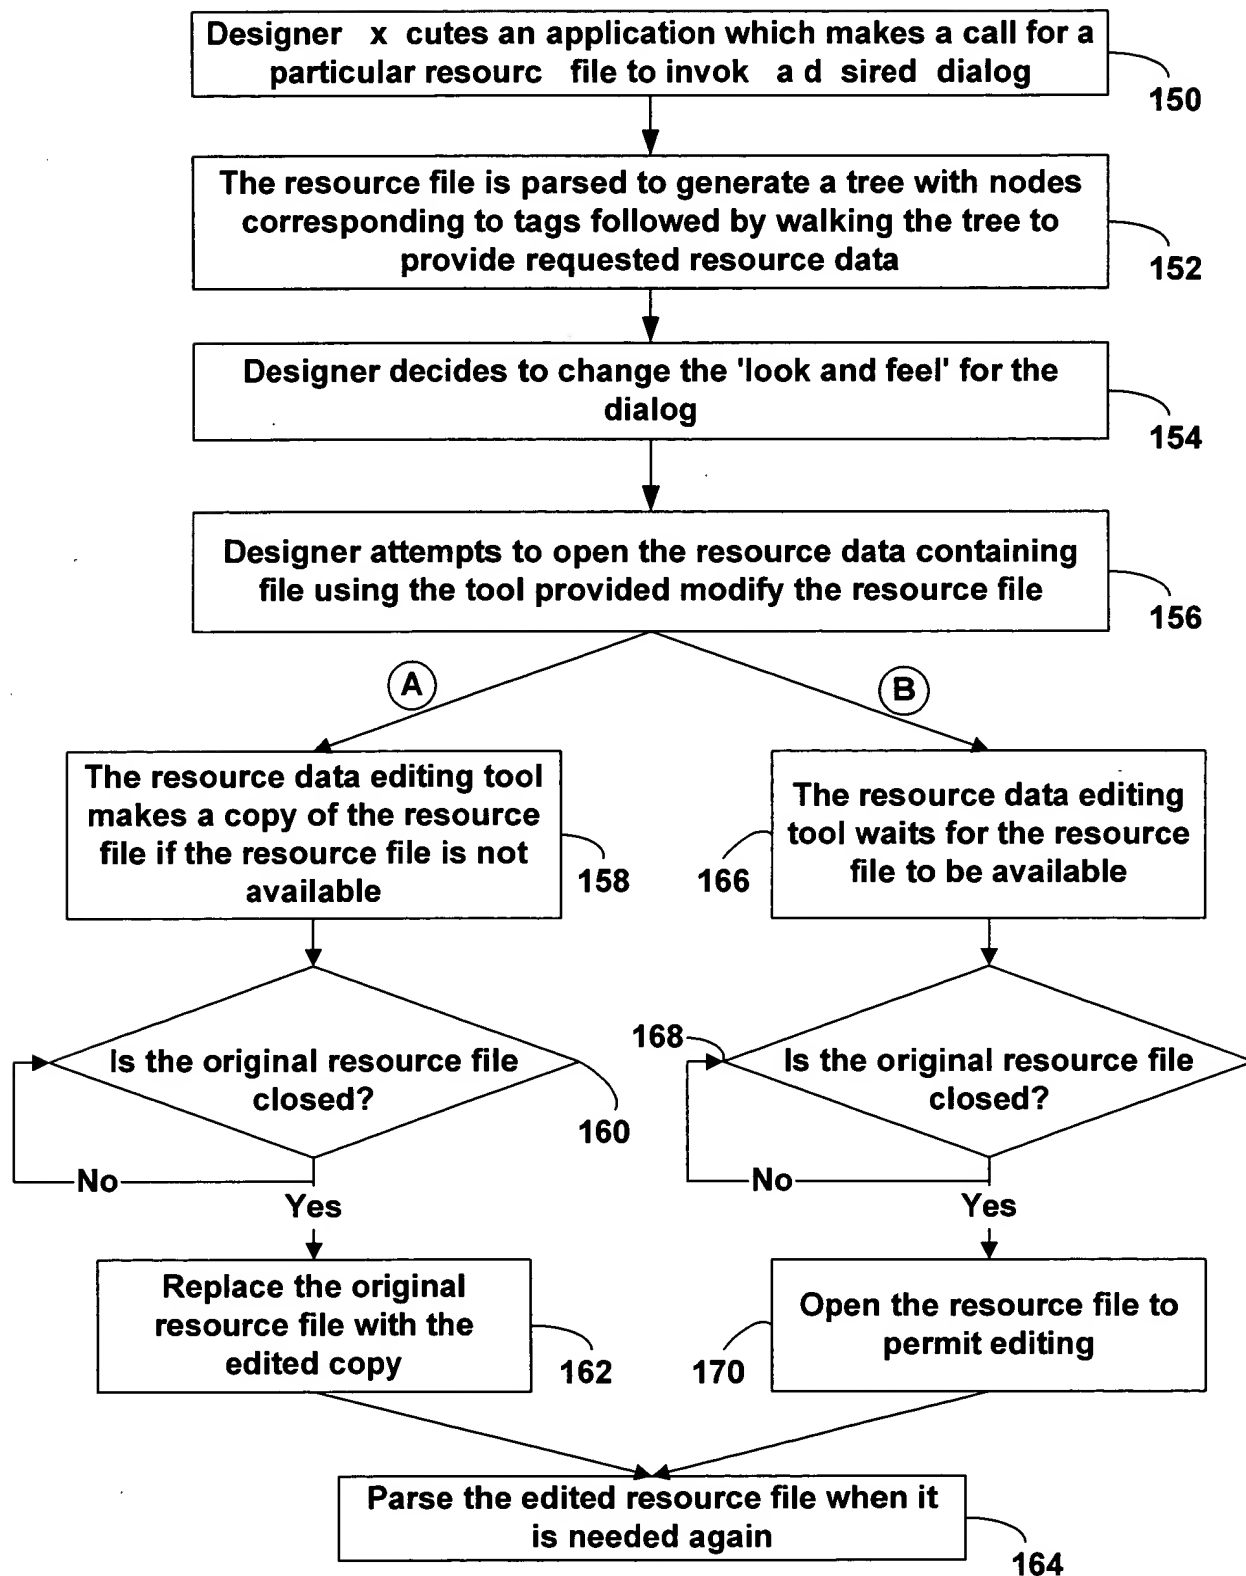 Designer x cutes an application which makes a call for a
particular resourc file to invok a d sired dialog
150
The resource file is parsed to generate a tree with nodes
corresponding to tags followed by walking the tree to
provide requested resource data
152
Designer decides to change the 'look and feel' for the
dialog
154
Designer attempts to open the resource data containing
file using the tool provided modify the resource file
156
A
B
The resource data editing tool
makes a copy of the resource
file if the resource file is not
available
158
166
The resource data editing
tool waits for the resource
file to be available
Is the original resource file
closed?
160
168
Is the original resource file
closed?
No
Yes
No
Yes
Replace the original
resource file with the
edited copy
162
170
Open the resource file to
permit editing
Parse the edited resource file when it
is needed again
164